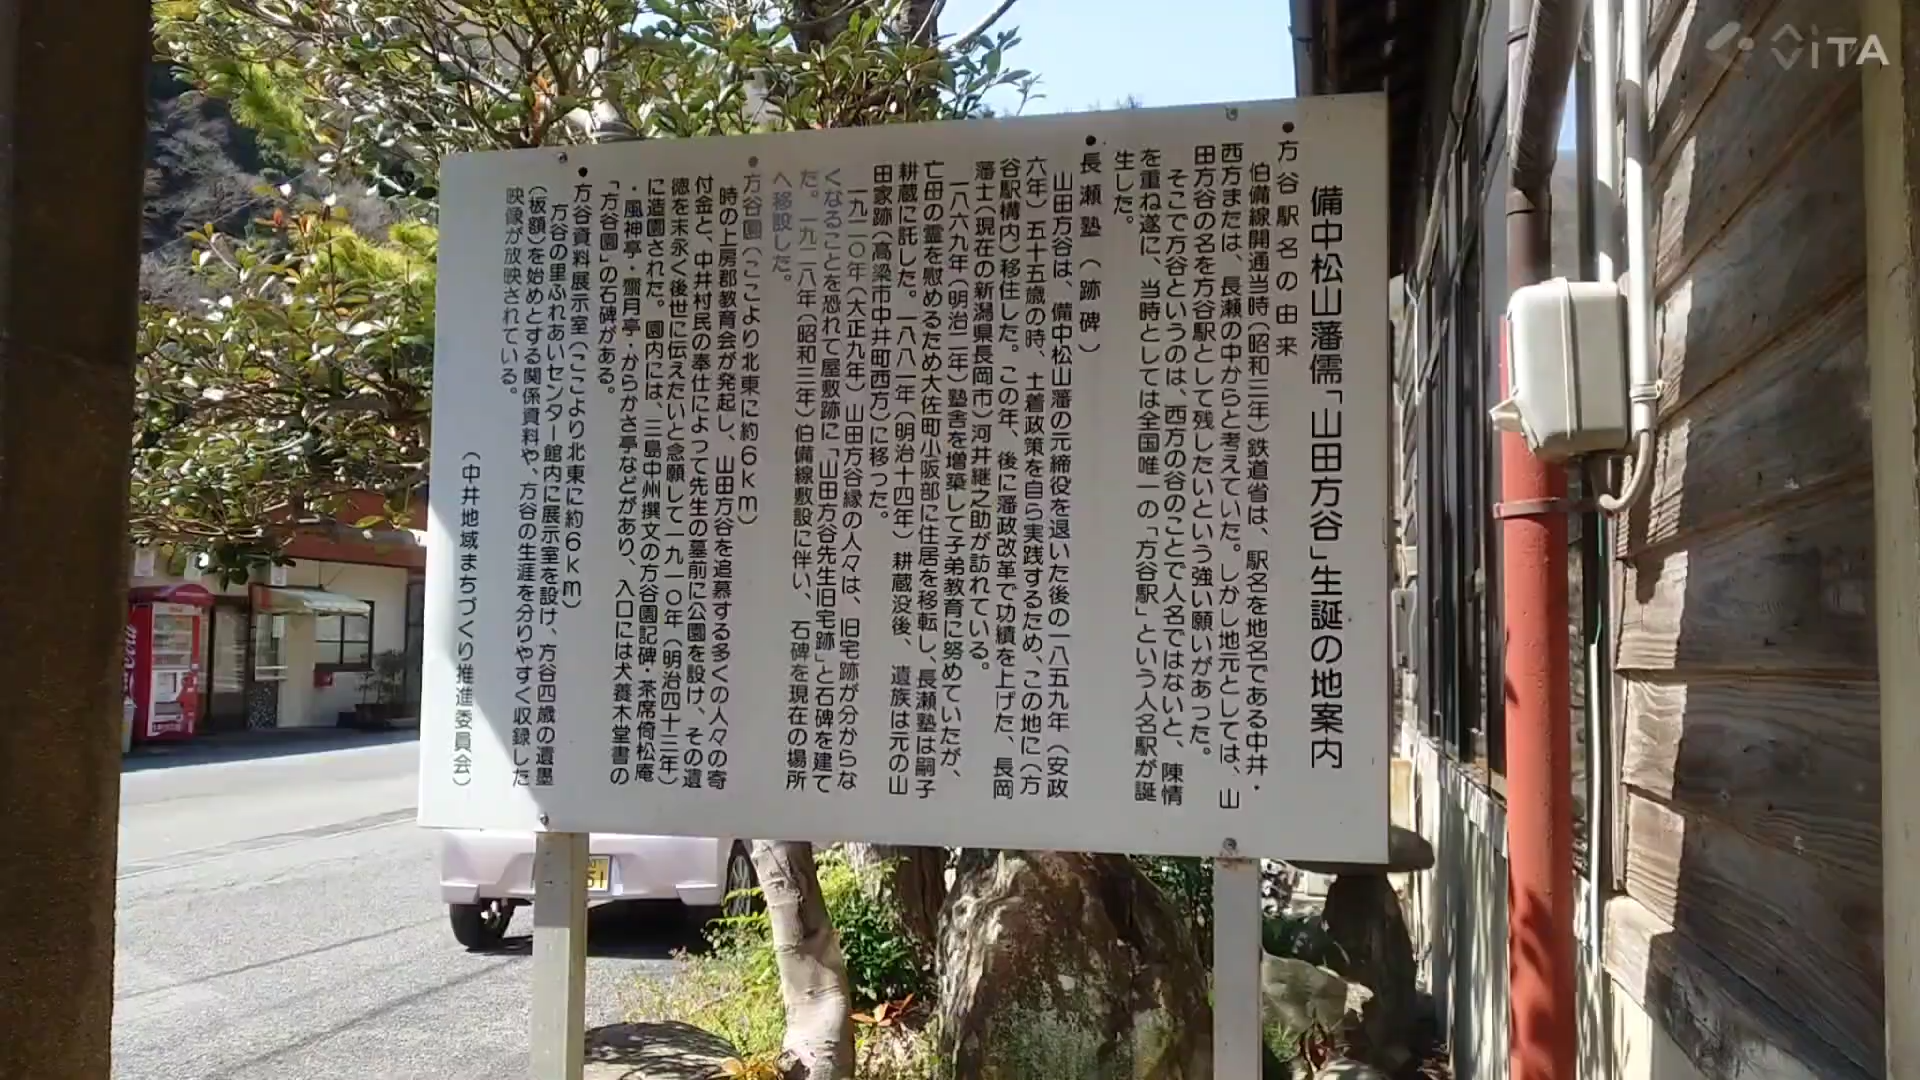 備中松山藩儒「山田方谷」生誕の地案内
●方谷駅名の由来
伯備線開通当時(昭和三年)鉄道省は、駅名を地名である中井・
西方または、長瀬の中からと考えていた。しかし地元としては、山
田方谷の名を方谷駅として残したいという強い願いがあった。
そこで方谷というのは、西方の谷のことで人名ではないと、陳情
を重ね遂に、当時としては全国唯一の「方谷駅」という人名駅が誕
生した。
●長瀬塾(跡碑)
山田方谷は、備中松山藩の元締役を退いた後の一八五九年(安政
六年)五十五歳の時、土着政策を自ら実践するため、この地に(方
谷駅構内)移住した。この年、後に藩政改革で功績を上げた、長岡
藩士(現在の新潟県長岡市)河井継之助が訪れている。
一八六九年(明治二年)塾舎を増築して子弟教育に努めていたが、
亡母の霊を慰めるため大佐町小阪部に住居を移転し、長瀬塾は嗣子
耕蔵に託した。一八八一年(明治十四年)耕蔵没後、遺族は元の山
田家跡(高梁市中井町西方)に移った。
一九二〇年(大正九年)山田方谷縁の人々は、旧宅跡が分からな
くなることを恐れて屋敷跡に「山田方谷先生旧宅跡」と石碑を建て
た。一九二八年(昭和三年)伯備線敷設に伴い、石碑を現在の場所
へ移設した。
●方谷園(ここより北東に約6km)
時の上房郡教育会が発起し、山田方谷を追慕する多くの人々の寄
付金と、中井村民の奉仕によって先生の墓前に公園を設け、その遺
徳を末永く後世に伝えたいと念願して一九一〇年(明治四十三年)
に造園された。園内には、三島中州撰文の方谷園記碑・茶席倚松庵
・風神亭・霽月亭・からかさ亭などがあり、入口には犬養木堂書の
「方谷園」の石碑がある。
●方谷資料展示室(ここより北東に約6km)
方谷の里ふれあいセンター館内に展示室を設け、方谷四歳の遺墨
(板額)を始めとする関係資料や、方谷の生涯を分りやすく収録した
映像が放映されている。
(中井地域まちづくり推進委員会)
51
ViTA